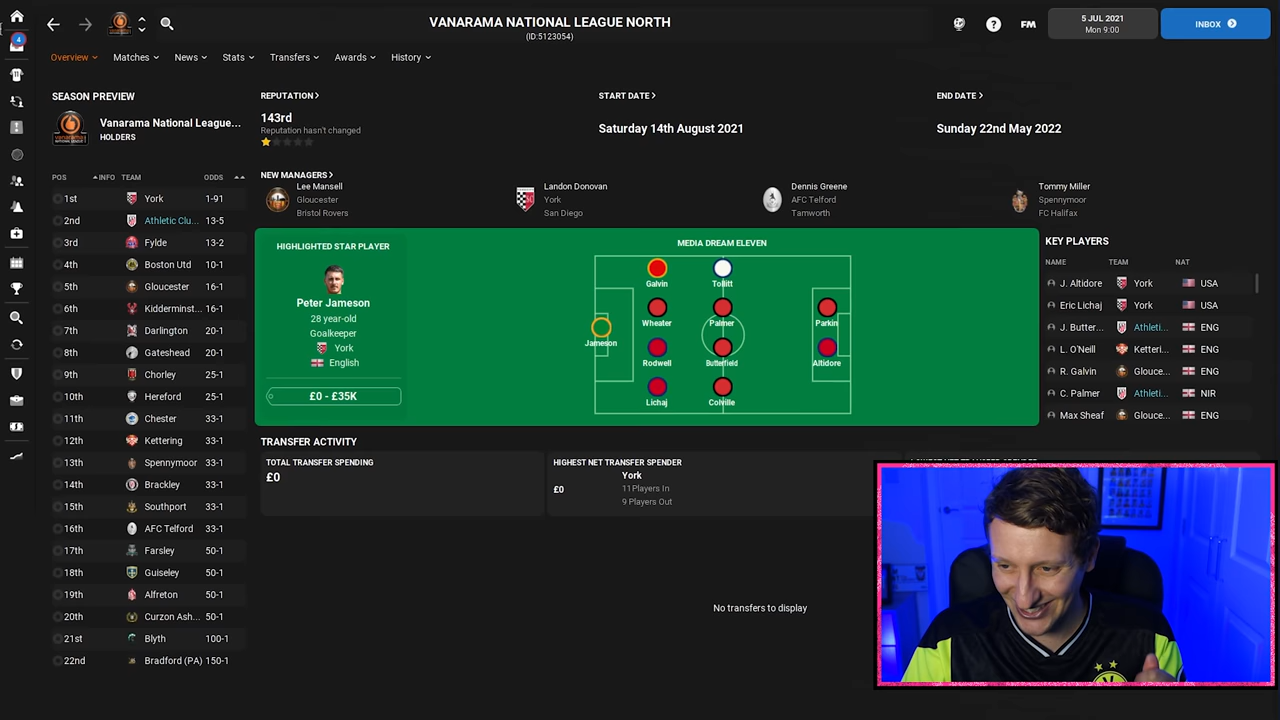 VANARAMA NATIONAL LEAGUE NORTH
(ID:5123054)
4
FM
5 JUL 2021
Mon 9:00
INBOX
Overview
Matches
News
Stats
Transfers
Awards
History
SEASON PREVIEW
Vanarama National League...
HOLDERS
REPUTATION
143rd
Reputation hasn't changed
START DATE
Saturday 14th August 2021
END DATE
Sunday 22nd May 2022
NEW MANAGERS
Lee Mansell
Gloucester
Bristol Rovers
Landon Donovan
York
San Diego
Dennis Greene
AFC Telford
Tamworth
Tommy Miller
Spennymoor
FC Halifax
POS INFO TEAM ODDS
1st York 1-91
2nd Athletic Clu... 13-5
3rd Fylde 13-2
4th Boston Utd 10-1
5th Gloucester 16-1
6th Kidderminst... 16-1
7th Darlington 20-1
8th Gateshead 20-1
9th Chorley 25-1
10th Hereford 25-1
11th Chester 33-1
12th Kettering 33-1
13th Spennymoor 33-1
14th Brackley 33-1
15th Southport 33-1
16th AFC Telford 33-1
17th Farsley 50-1
18th Guiseley 50-1
19th Alfreton 50-1
20th Curzon Ash... 50-1
21st Blyth 100-1
22nd Bradford (PA) 150-1
HIGHLIGHTED STAR PLAYER
Peter Jameson
28 year-old
Goalkeeper
York
English
£0 - £35K
MEDIA DREAM ELEVEN
Galvin
Tollitt
Wheater
Palmer
Parkin
Jameson
Rodwell
Butterfield
Altidore
Lichaj
Colville
KEY PLAYERS
NAME TEAM NAT
J. Altidore York USA
Eric Lichaj York USA
J. Butter... Athleti... ENG
L. O'Neill Ketteri... ENG
R. Galvin Glouce... ENG
C. Palmer Athleti... NIR
Max Sheaf Glouce... ENG
TRANSFER ACTIVITY
TOTAL TRANSFER SPENDING
£0
HIGHEST NET TRANSFER SPENDER
£0
York
11 Players In
9 Players Out
No transfers to display